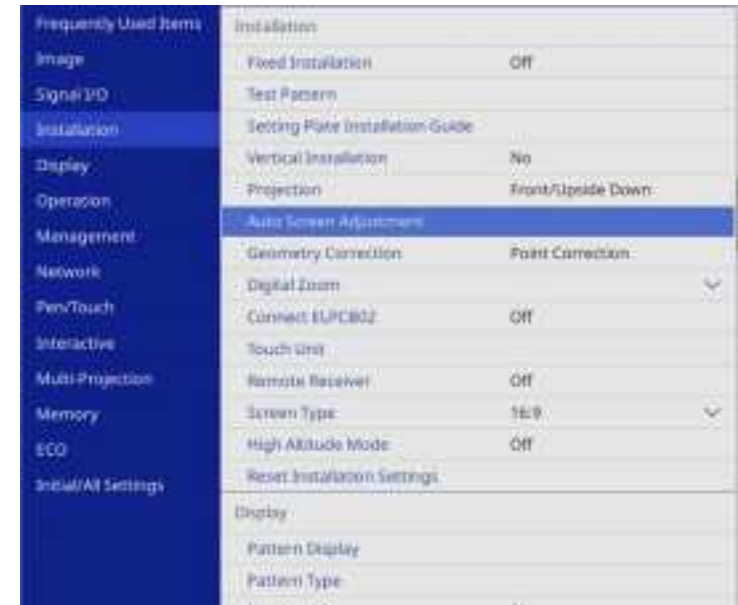 Frequently Used Items
Image
Signal I/O
Installation
Display
Operation
Management
Network
Pen/Touch
Interactive
Multi-Projection
Memory
ECO
Initial/All Settings
Installation
Fixed Installation Off
Test Pattern
Setting Plate Installation Guide
Vertical Installation No
Projection Front/Upside Down
Auto Screen Adjustment
Geometry Correction Point Correction
Digital Zoom
Connect ELPCB02 Off
Touch Unit
Remote Receiver Off
Screen Type 16:9
High Altitude Mode Off
Reset Installation Settings
Display
Pattern Display
Pattern Type